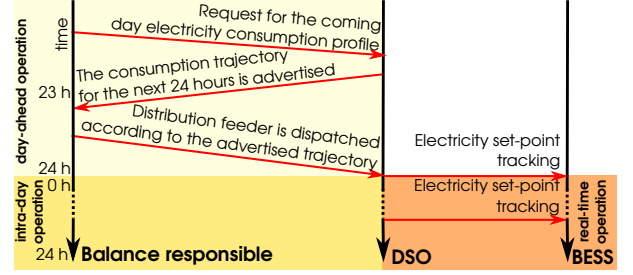 day-ahead operation
time
Request for the coming
day electricity consumption profile
The consumption trajectory
for the next 24 hours is advertised
23 h
Distribution feeder is dispatched
according to the advertised trajectory
Electricity set-point
tracking
24 h
0 h
intra-day
operation
Electricity set-point
tracking
real-time
operation
24 h
Balance responsible
DSO
BESS